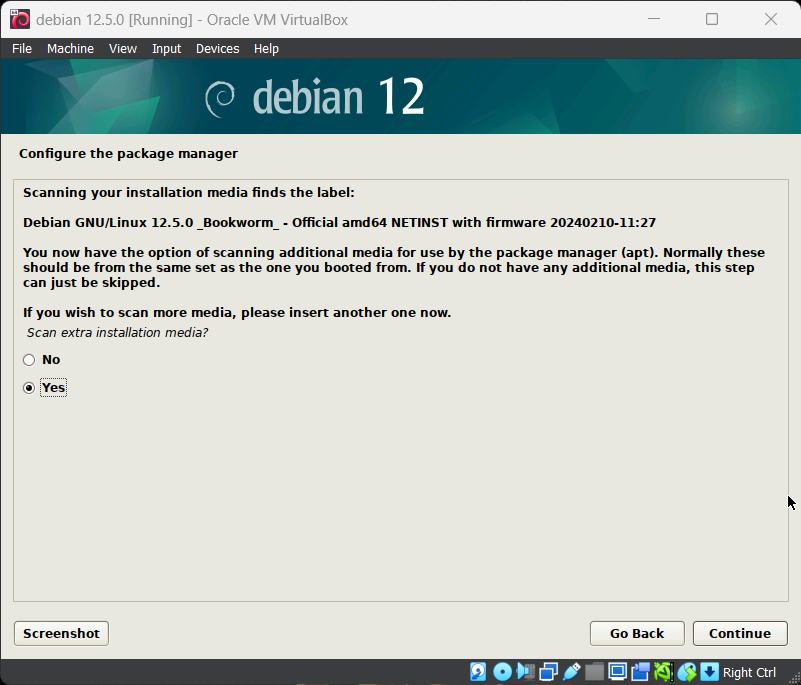 debian 12.5.0 [Running] - Oracle VM VirtualBox
File Machine View Input Devices Help
debian 12
Configure the package manager
Scanning your installation media finds the label:
Debian GNU/Linux 12.5.0 _Bookworm_ - Official amd64 NETINST with firmware 20240210-11:27
You now have the option of scanning additional media for use by the package manager (apt). Normally these
should be from the same set as the one you booted from. If you do not have any additional media, this step
can just be skipped.
If you wish to scan more media, please insert another one now.
Scan extra installation media?
No
Yes
Screenshot Go Back Continue
Right Ctrl